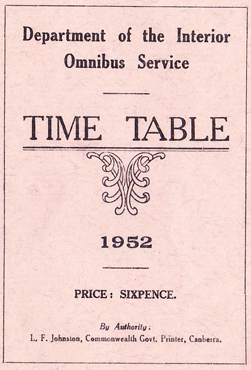 Department of the Interior
Omnibus Service
TIME TABLE
1952
PRICE: SIXPENCE.
By Authority:
L. F. Johnston, Commonwealth Govt. Printer, Canberra.